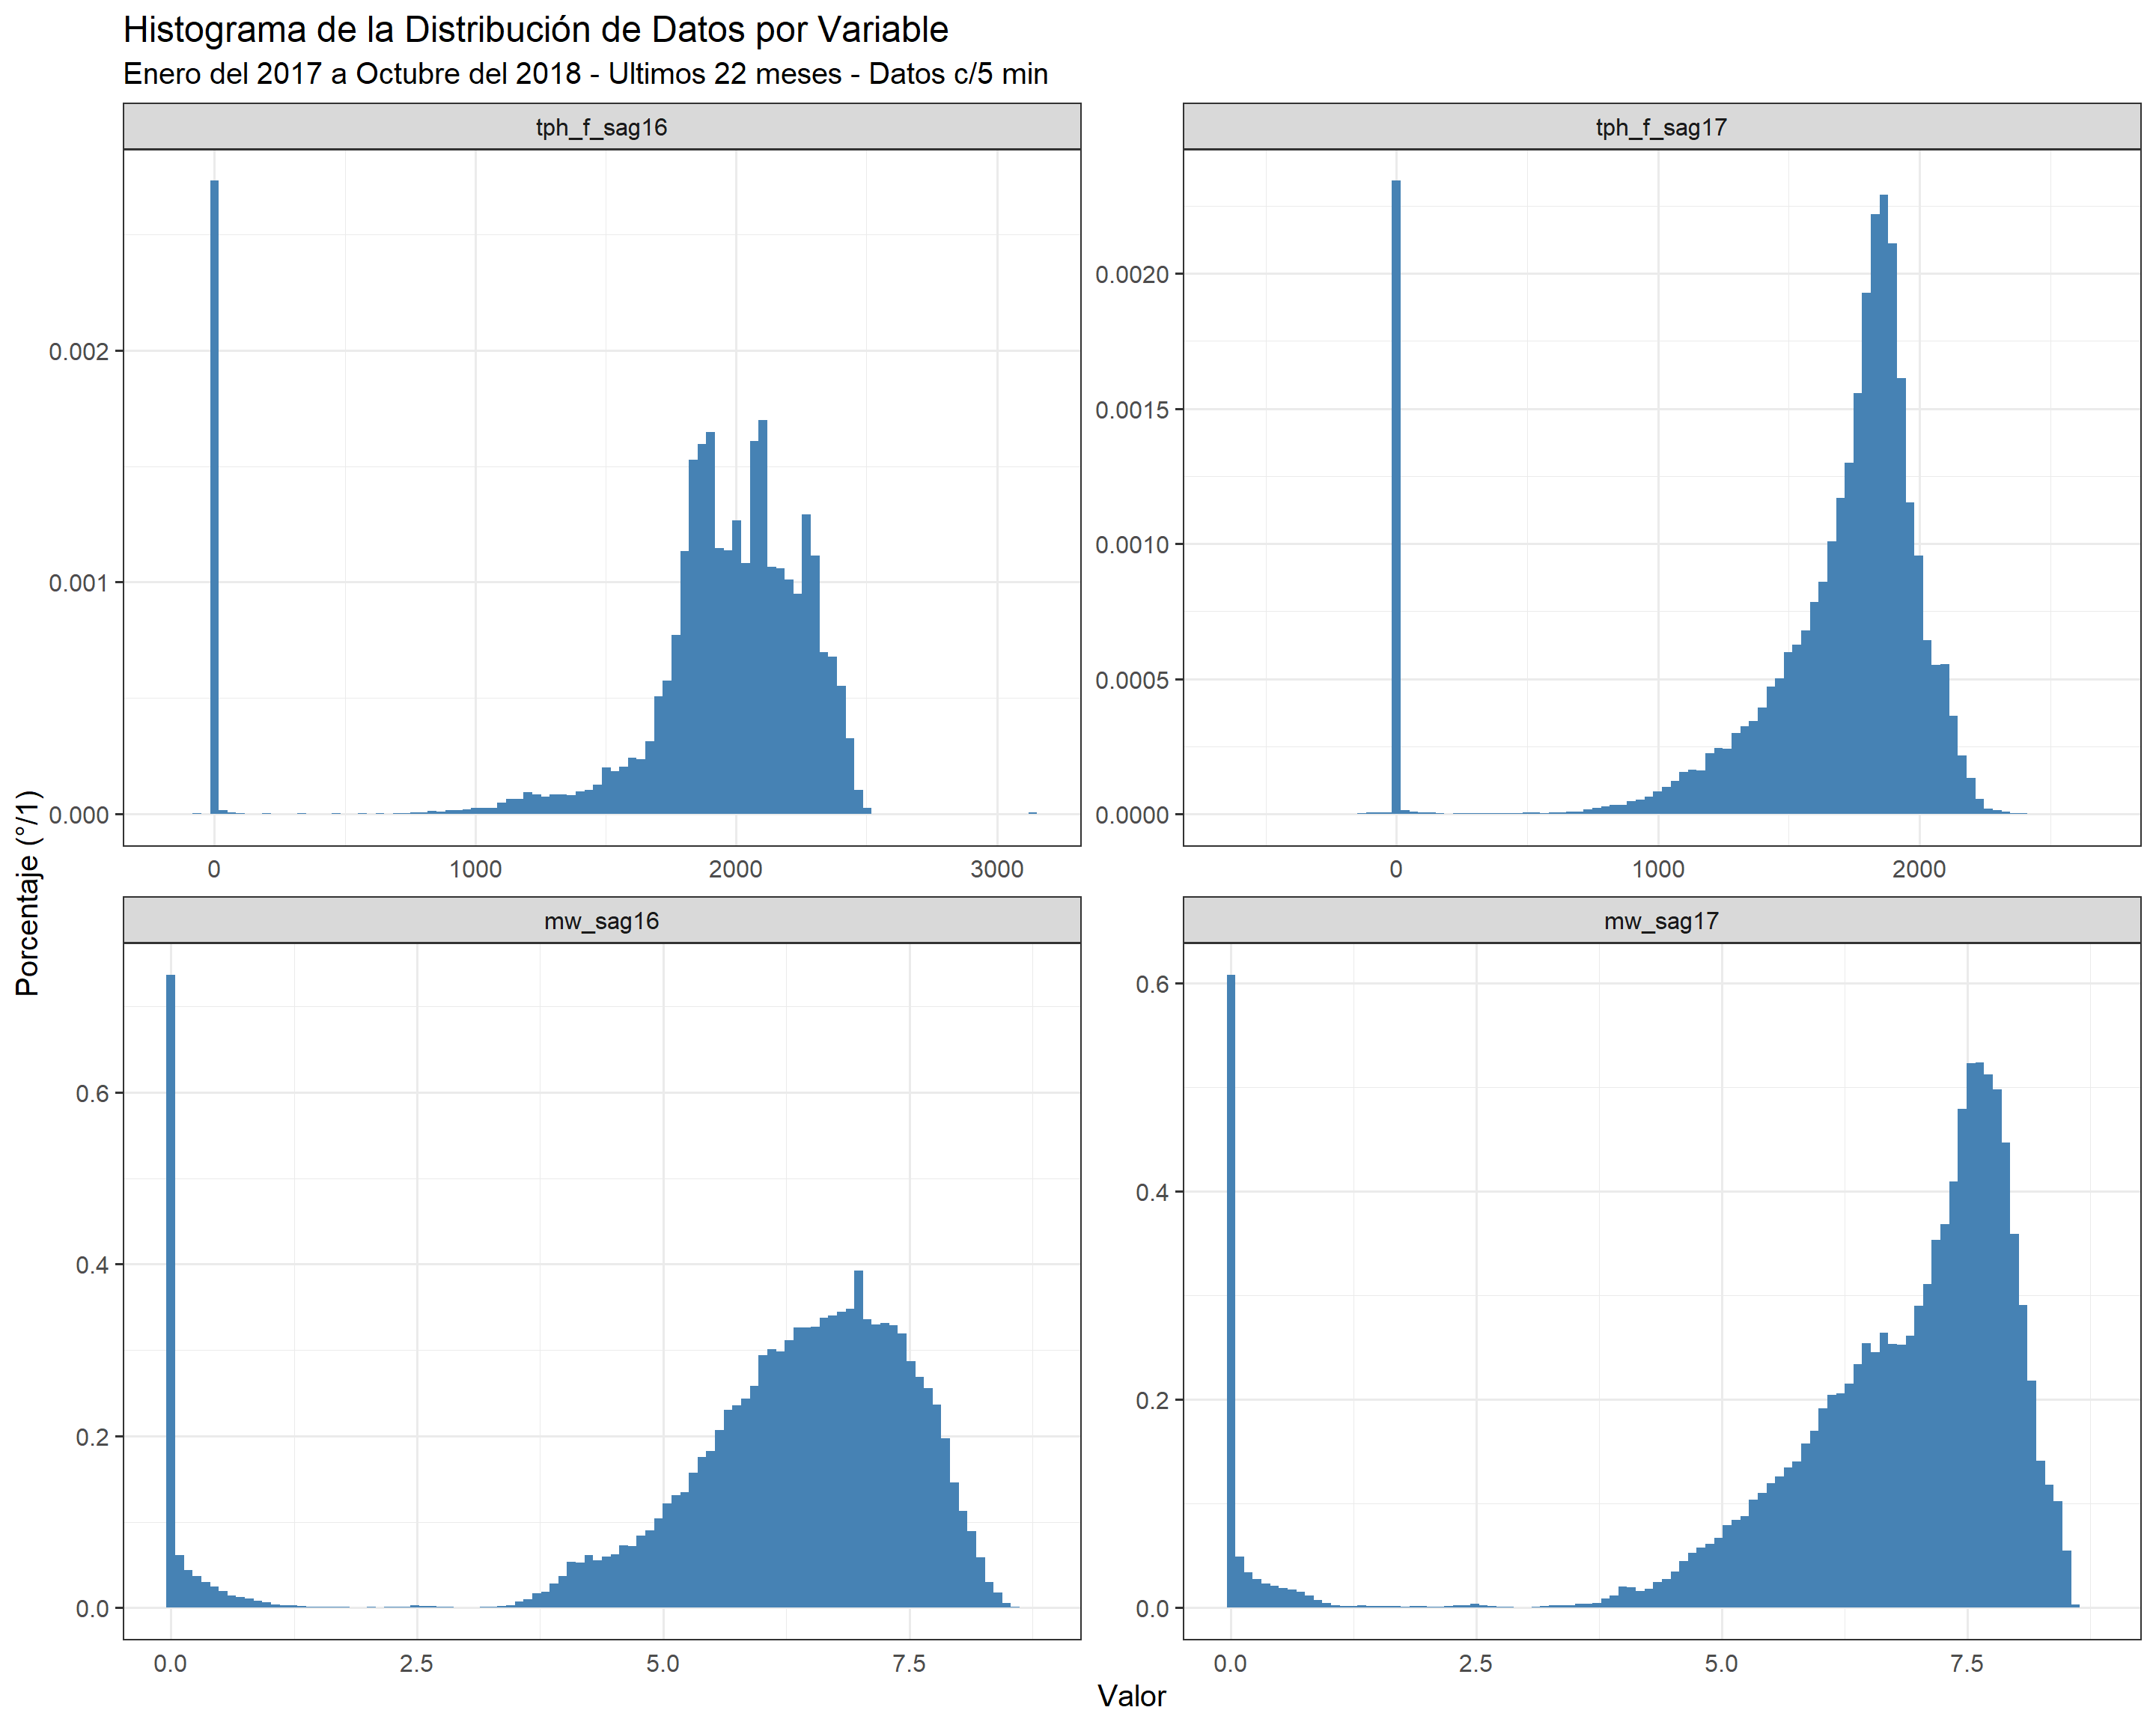 Histograma de la Distribución de Datos por Variable
Enero del 2017 a Octubre del 2018 - Ultimos 22 meses - Datos c/5 min
tph_f_sag16
tph_f_sag17
0.002
0.001
0.000
0.0020
0.0015
0.0010
0.0005
0.0000
0 1000 2000 3000
0 1000 2000
mw_sag16
mw_sag17
0.6
0.4
0.2
0.0
0.6
0.4
0.2
0.0
0.0 2.5 5.0 7.5
0.0 2.5 5.0 7.5
Porcentaje (°/1)
Valor